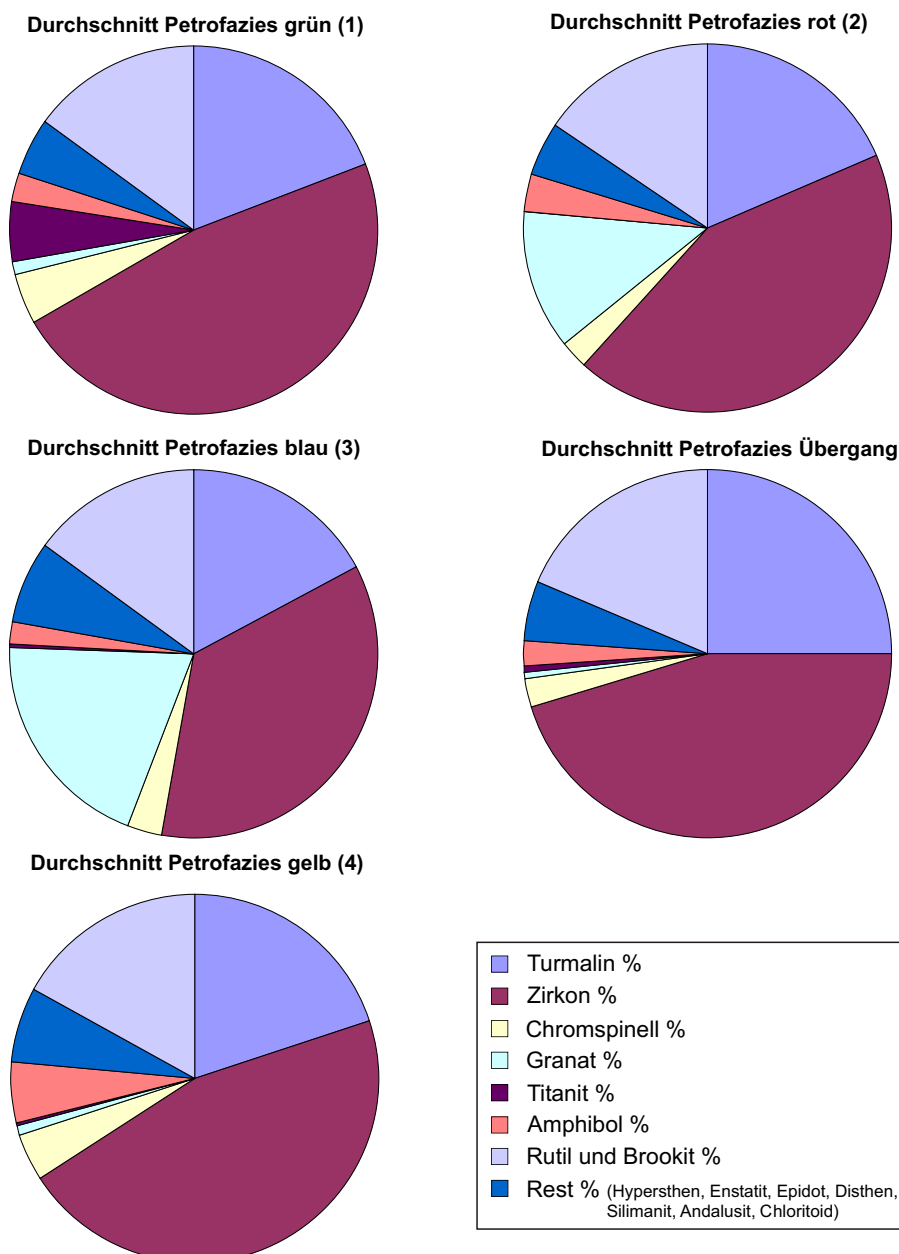 Durchschnitt Petrofazies grün (1)
Durchschnitt Petrofazies rot (2)
Durchschnitt Petrofazies blau (3)
Durchschnitt Petrofazies Übergang
Durchschnitt Petrofazies gelb (4)
Turmalin %
Zirkon %
Chromspinell %
Granat %
Titanit %
Amphibol %
Rutil und Brookit %
Rest % (Hypersthen, Enstatit, Epidot, Disthen,
Silimanit, Andalusit, Chloritoid)